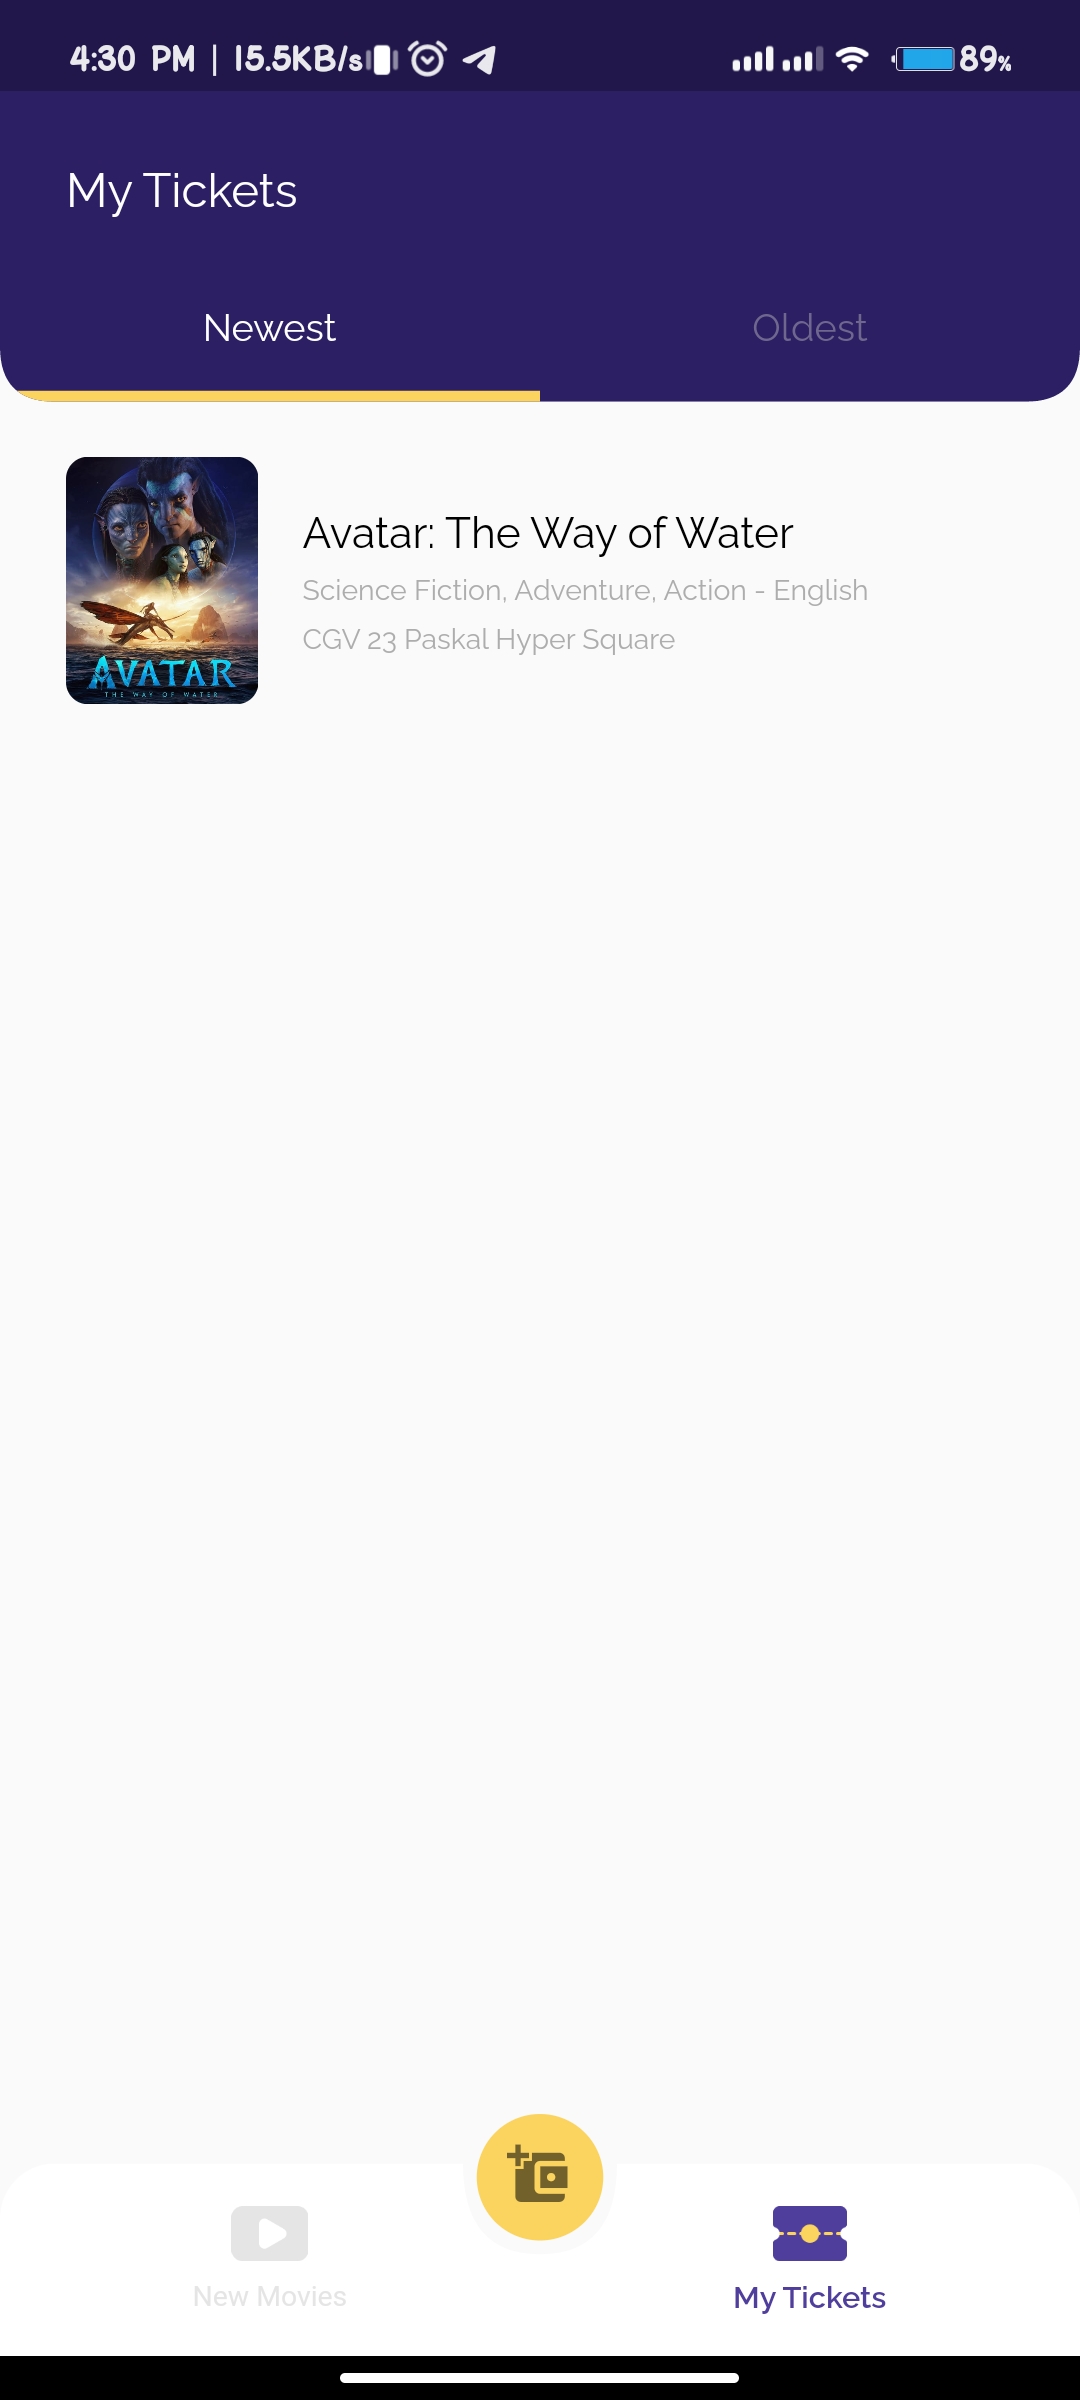 4:30 PM | 15.5KB/s 89%
My Tickets
Newest Oldest
Avatar: The Way of Water
Science Fiction, Adventure, Action - English
CGV 23 Paskal Hyper Square
AVATAR
THE WAY OF WATER
New Movies My Tickets